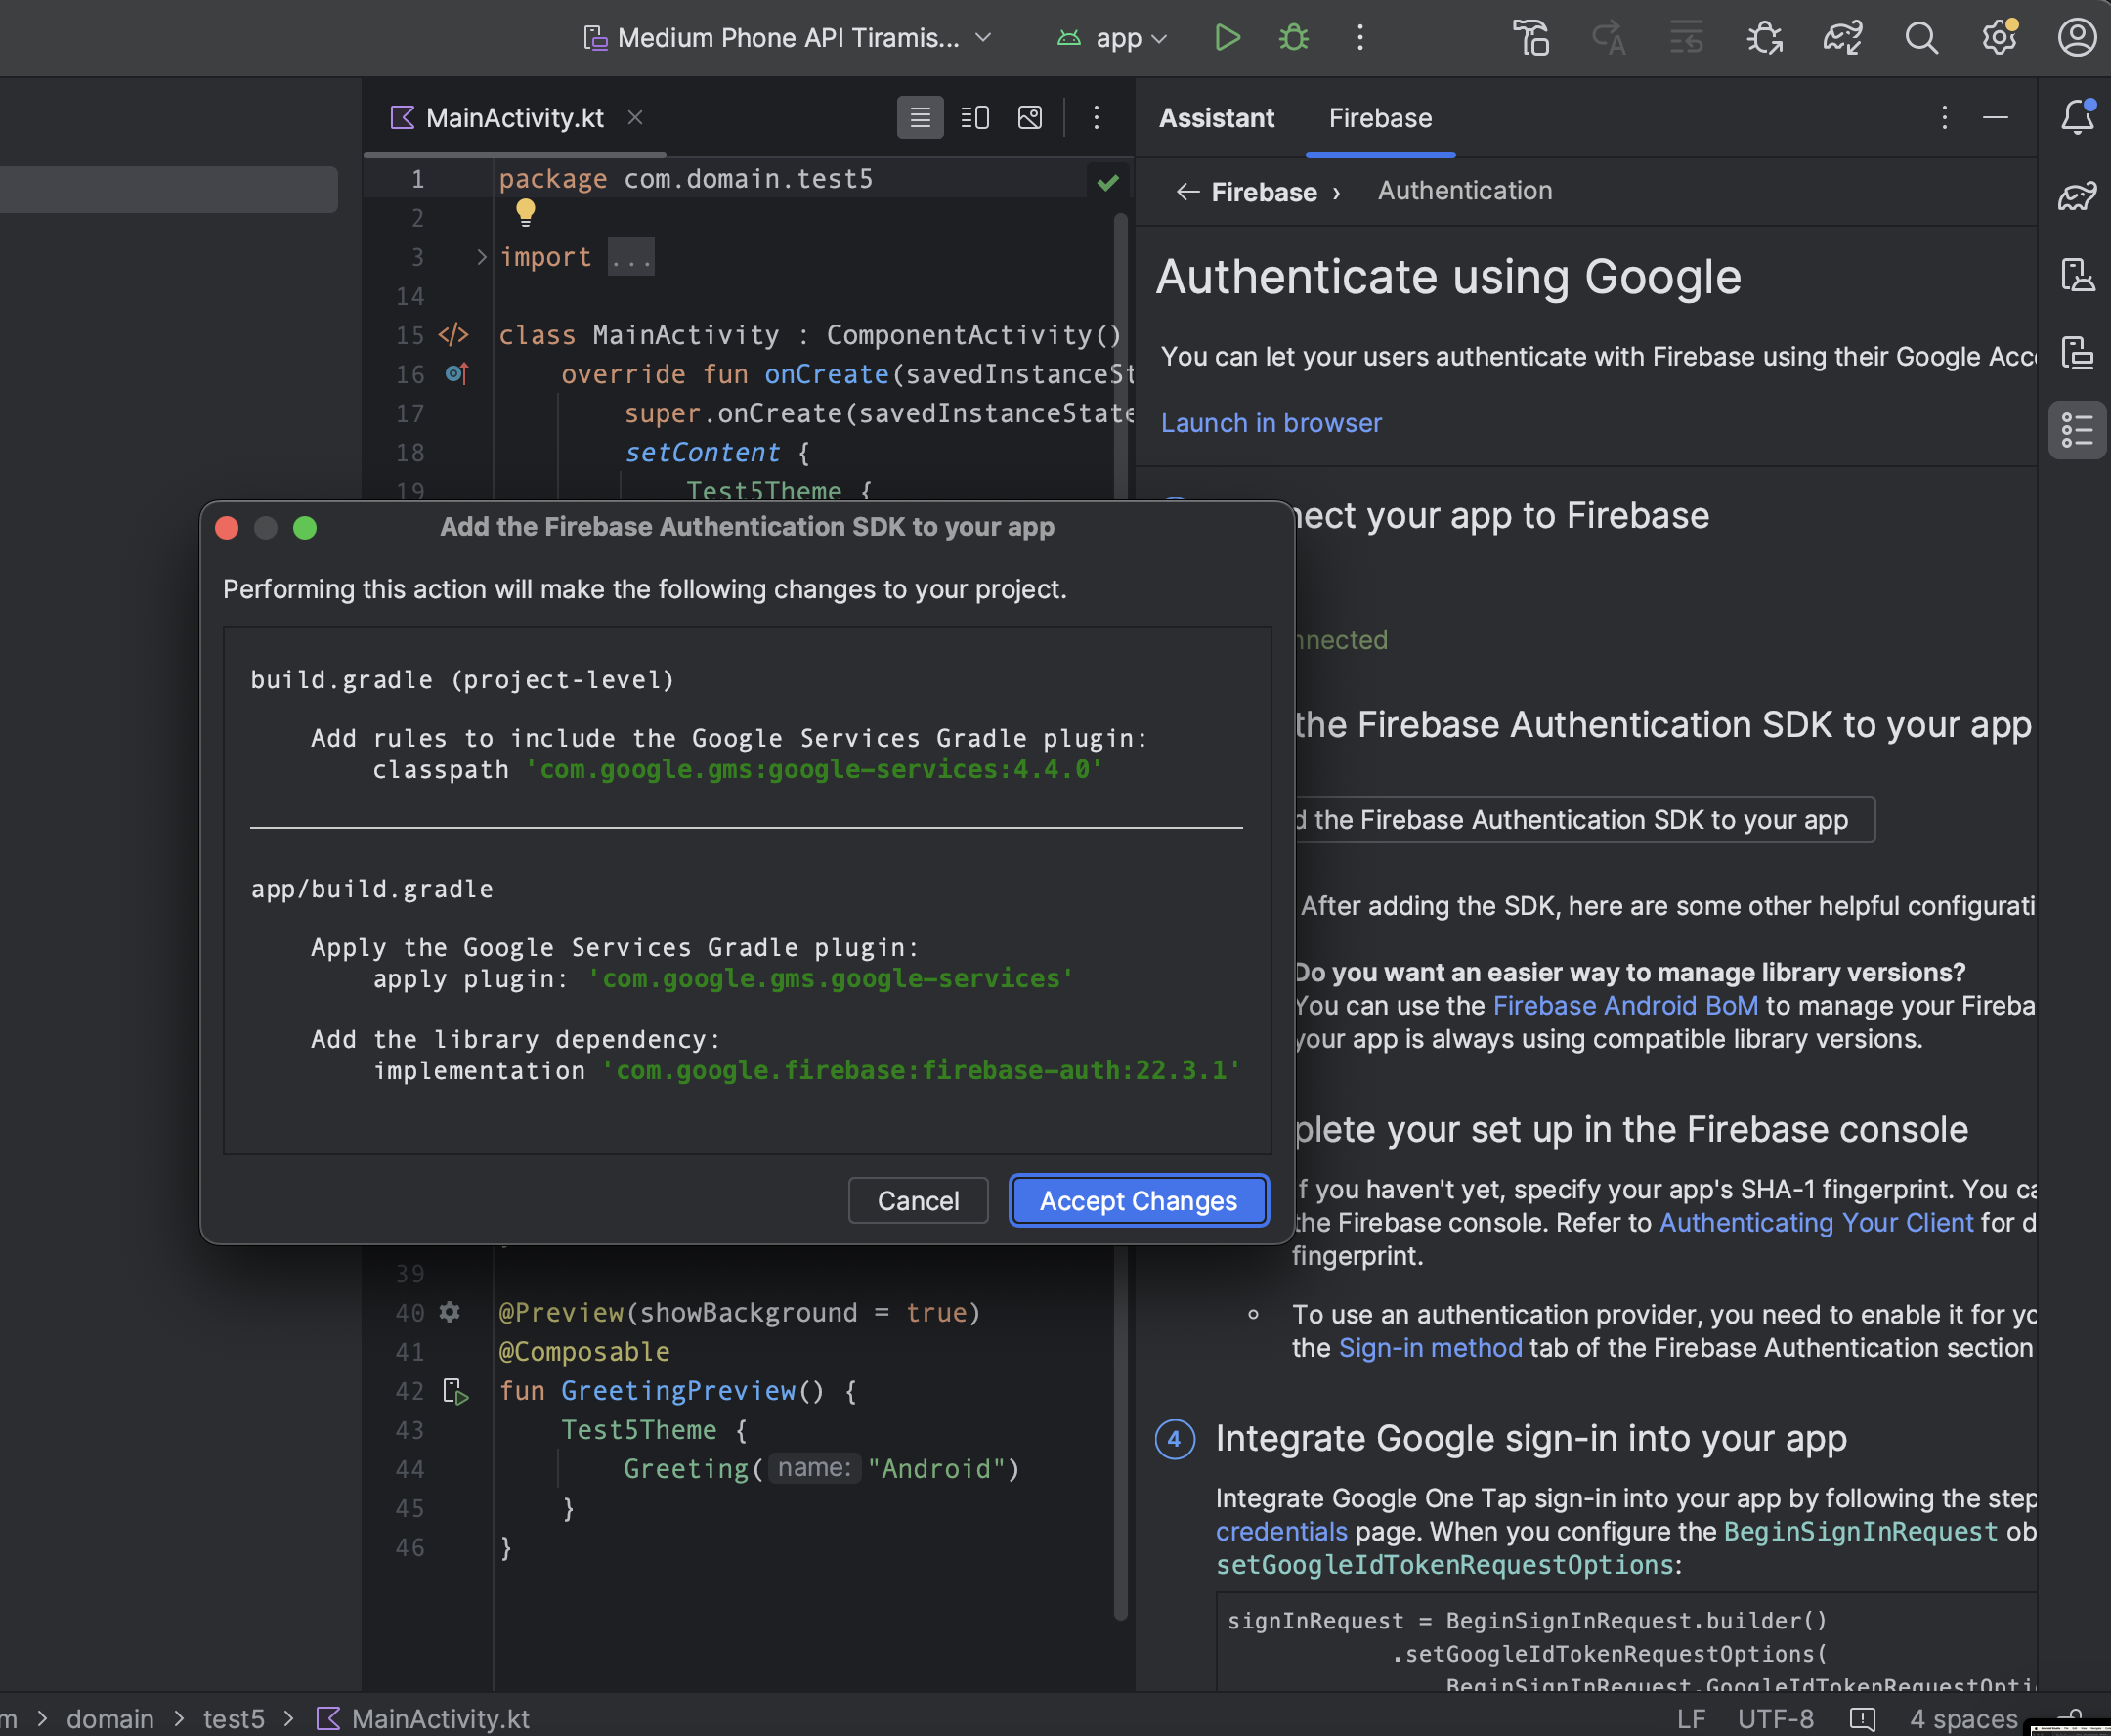 Medium Phone API Tiramis...
app
MainActivity.kt
Assistant
Firebase
Firebase › Authentication
1 package com.domain.test5
2
3 import ...
14
15 class MainActivity : ComponentActivity()
16 override fun onCreate(savedInstanceSt
17 super.onCreate(savedInstanceState
18 setContent {
19 Test5Theme {
Authenticate using Google
You can let your users authenticate with Firebase using their Google Acc
Launch in browser
nect your app to Firebase
nnected
the Firebase Authentication SDK to your app
d the Firebase Authentication SDK to your app
After adding the SDK, here are some other helpful configurati
Do you want an easier way to manage library versions?
You can use the Firebase Android BoM to manage your Fireba
your app is always using compatible library versions.
plete your set up in the Firebase console
If you haven't yet, specify your app's SHA-1 fingerprint. You ca
the Firebase console. Refer to Authenticating Your Client for d
fingerprint.
To use an authentication provider, you need to enable it for yo
the Sign-in method tab of the Firebase Authentication section
4 Integrate Google sign-in into your app
Integrate Google One Tap sign-in into your app by following the step
credentials page. When you configure the BeginSignInRequest ob
setGoogleIdTokenRequestOptions:
signInRequest = BeginSignInRequest.builder()
.setGoogleIdTokenRequestOptions(
BeginSignInRequest.GoogleIdTokenRequestOpti
Add the Firebase Authentication SDK to your app
Performing this action will make the following changes to your project.
build.gradle (project-level)
Add rules to include the Google Services Gradle plugin:
classpath 'com.google.gms:google-services:4.4.0'
app/build.gradle
Apply the Google Services Gradle plugin:
apply plugin: 'com.google.gms.google-services'
Add the library dependency:
implementation 'com.google.firebase:firebase-auth:22.3.1'
Cancel
Accept Changes
39
40 @Preview(showBackground = true)
41 @Composable
42 fun GreetingPreview() {
43 Test5Theme {
44 Greeting( name: "Android")
45 }
46 }
m > domain > test5 > MainActivity.kt
LF UTF-8 4 spaces